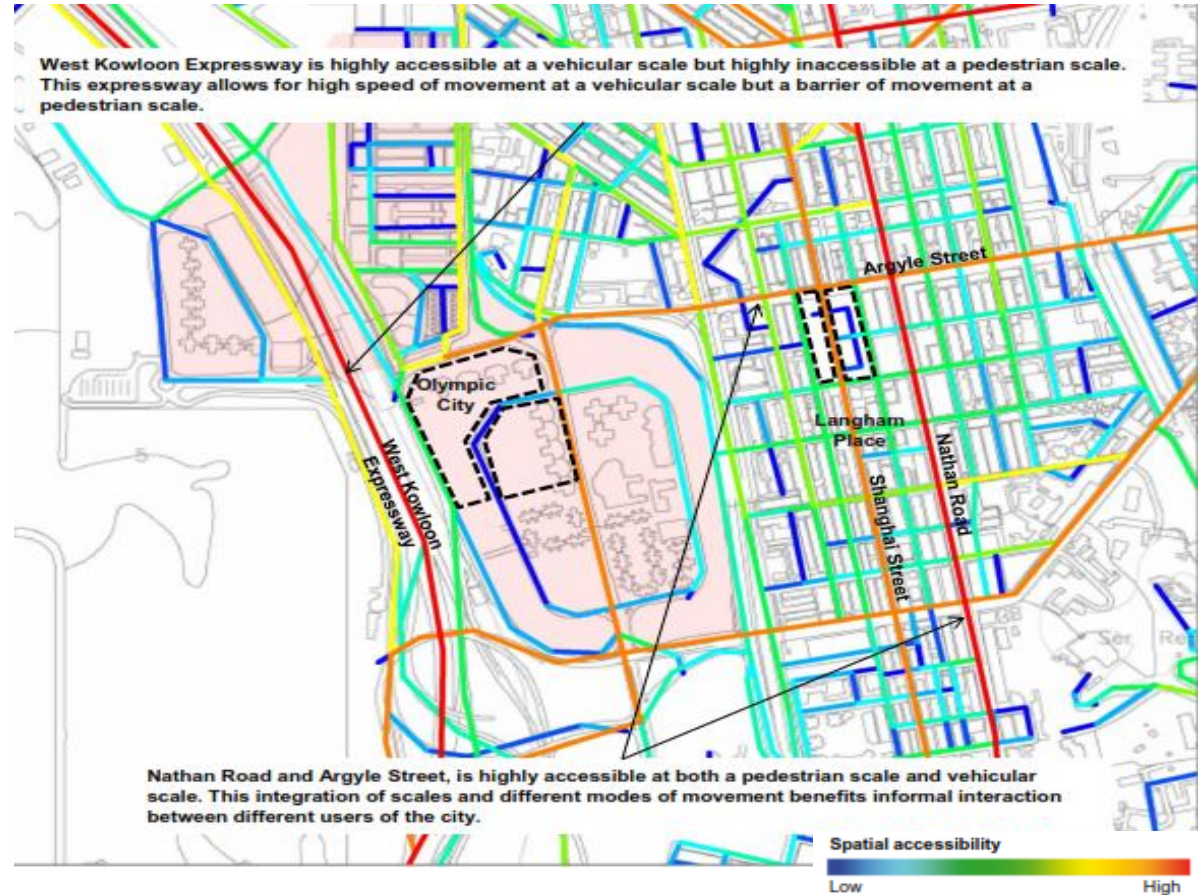 West Kowloon Expressway is highly accessible at a vehicular scale but highly inaccessible at a pedestrian scale.
This expressway allows for high speed of movement at a vehicular scale but a barrier of movement at a
pedestrian scale.
Argyle Street
Olympic
City
Langham
Place
West Kowloon
Expressway
Shanghai Street
Nathan Road
5
5
Nathan Road and Argyle Street, is highly accessible at both a pedestrian scale and vehicular
scale. This integration of scales and different modes of movement benefits informal interaction
between different users of the city.
Spatial accessibility
Low
High